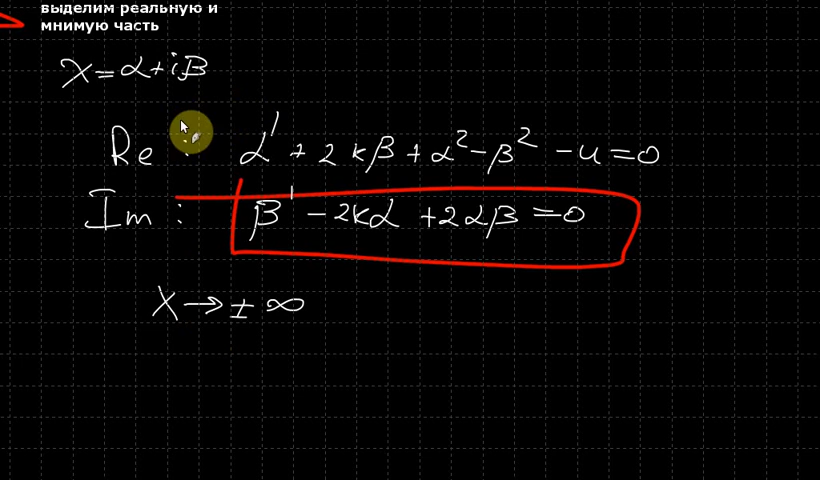 выделим реальную и
мнимую часть
χ = α + iβ
Re : α' + 2kβ + α² - β² - u = 0
Im : β' - 2kα + 2αβ = 0
x → ± ∞